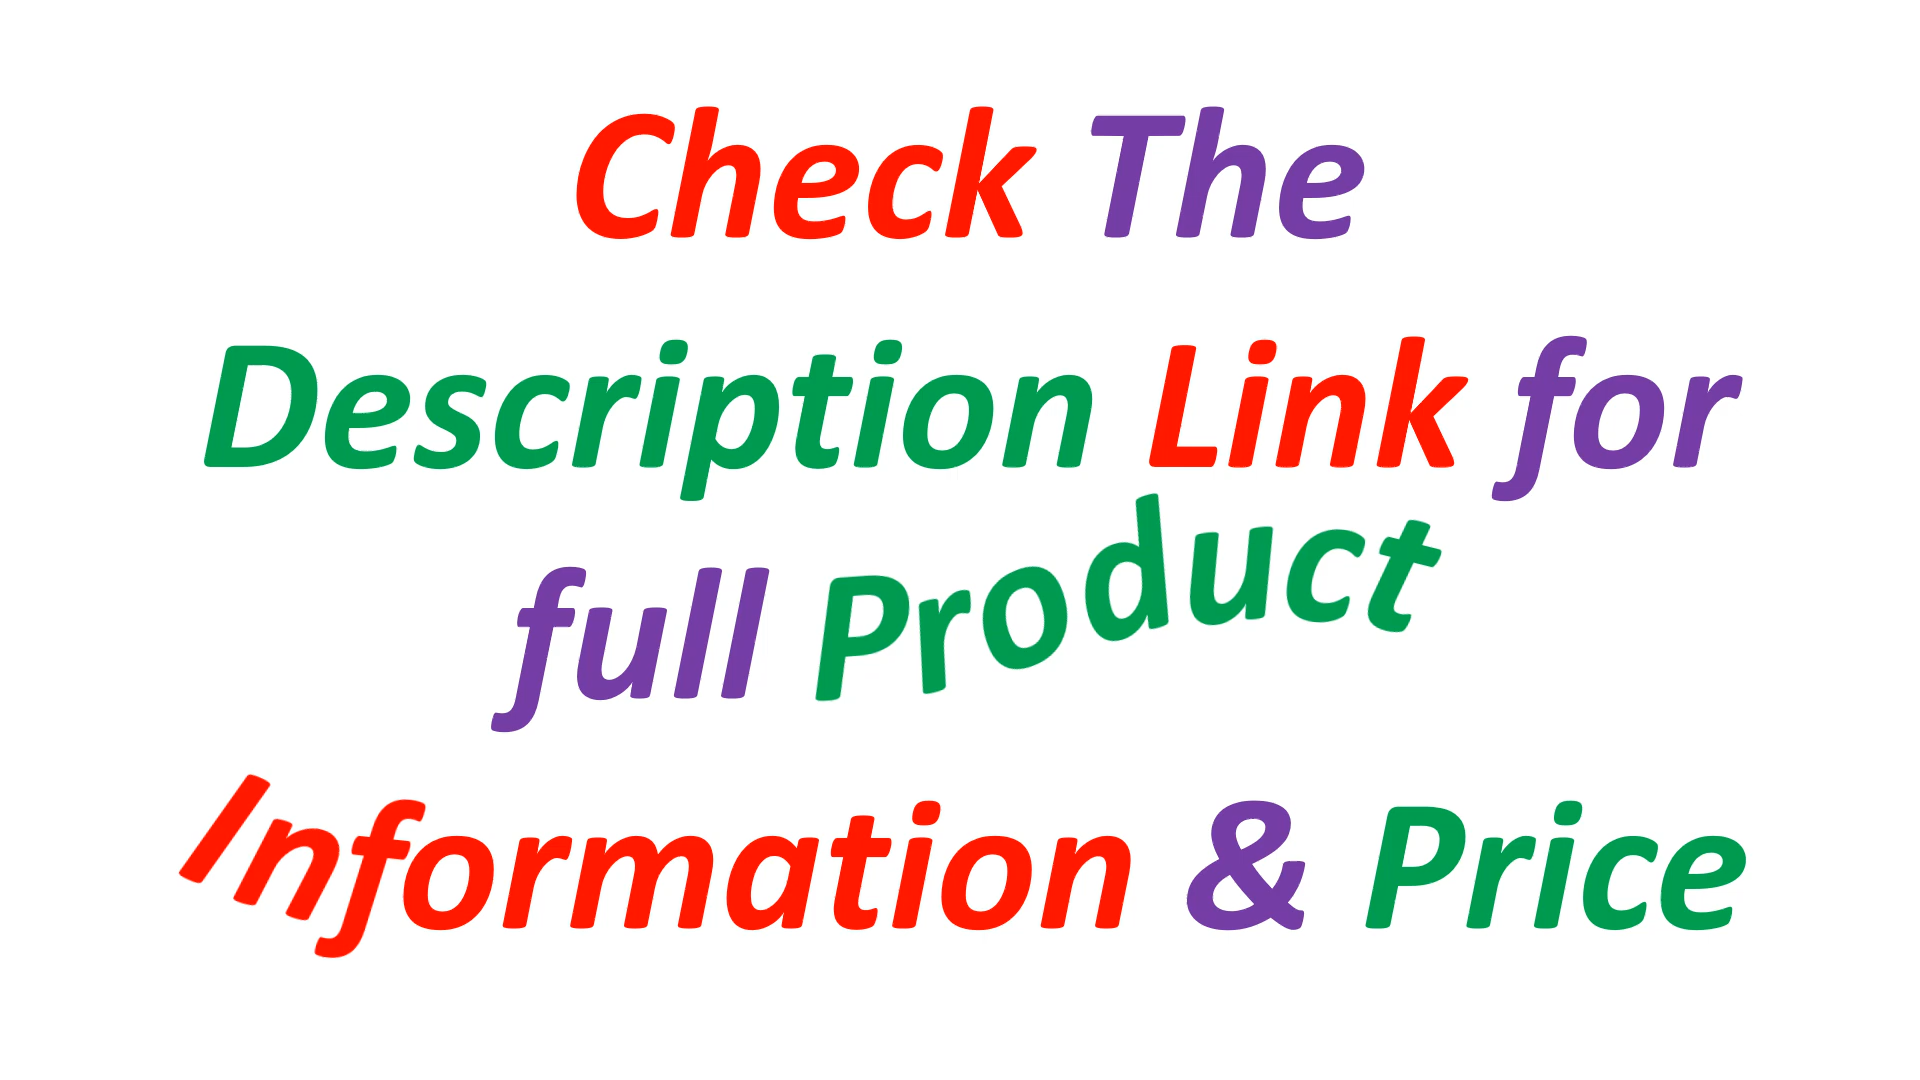 Check The
Description Link for
full Product
Information & Price